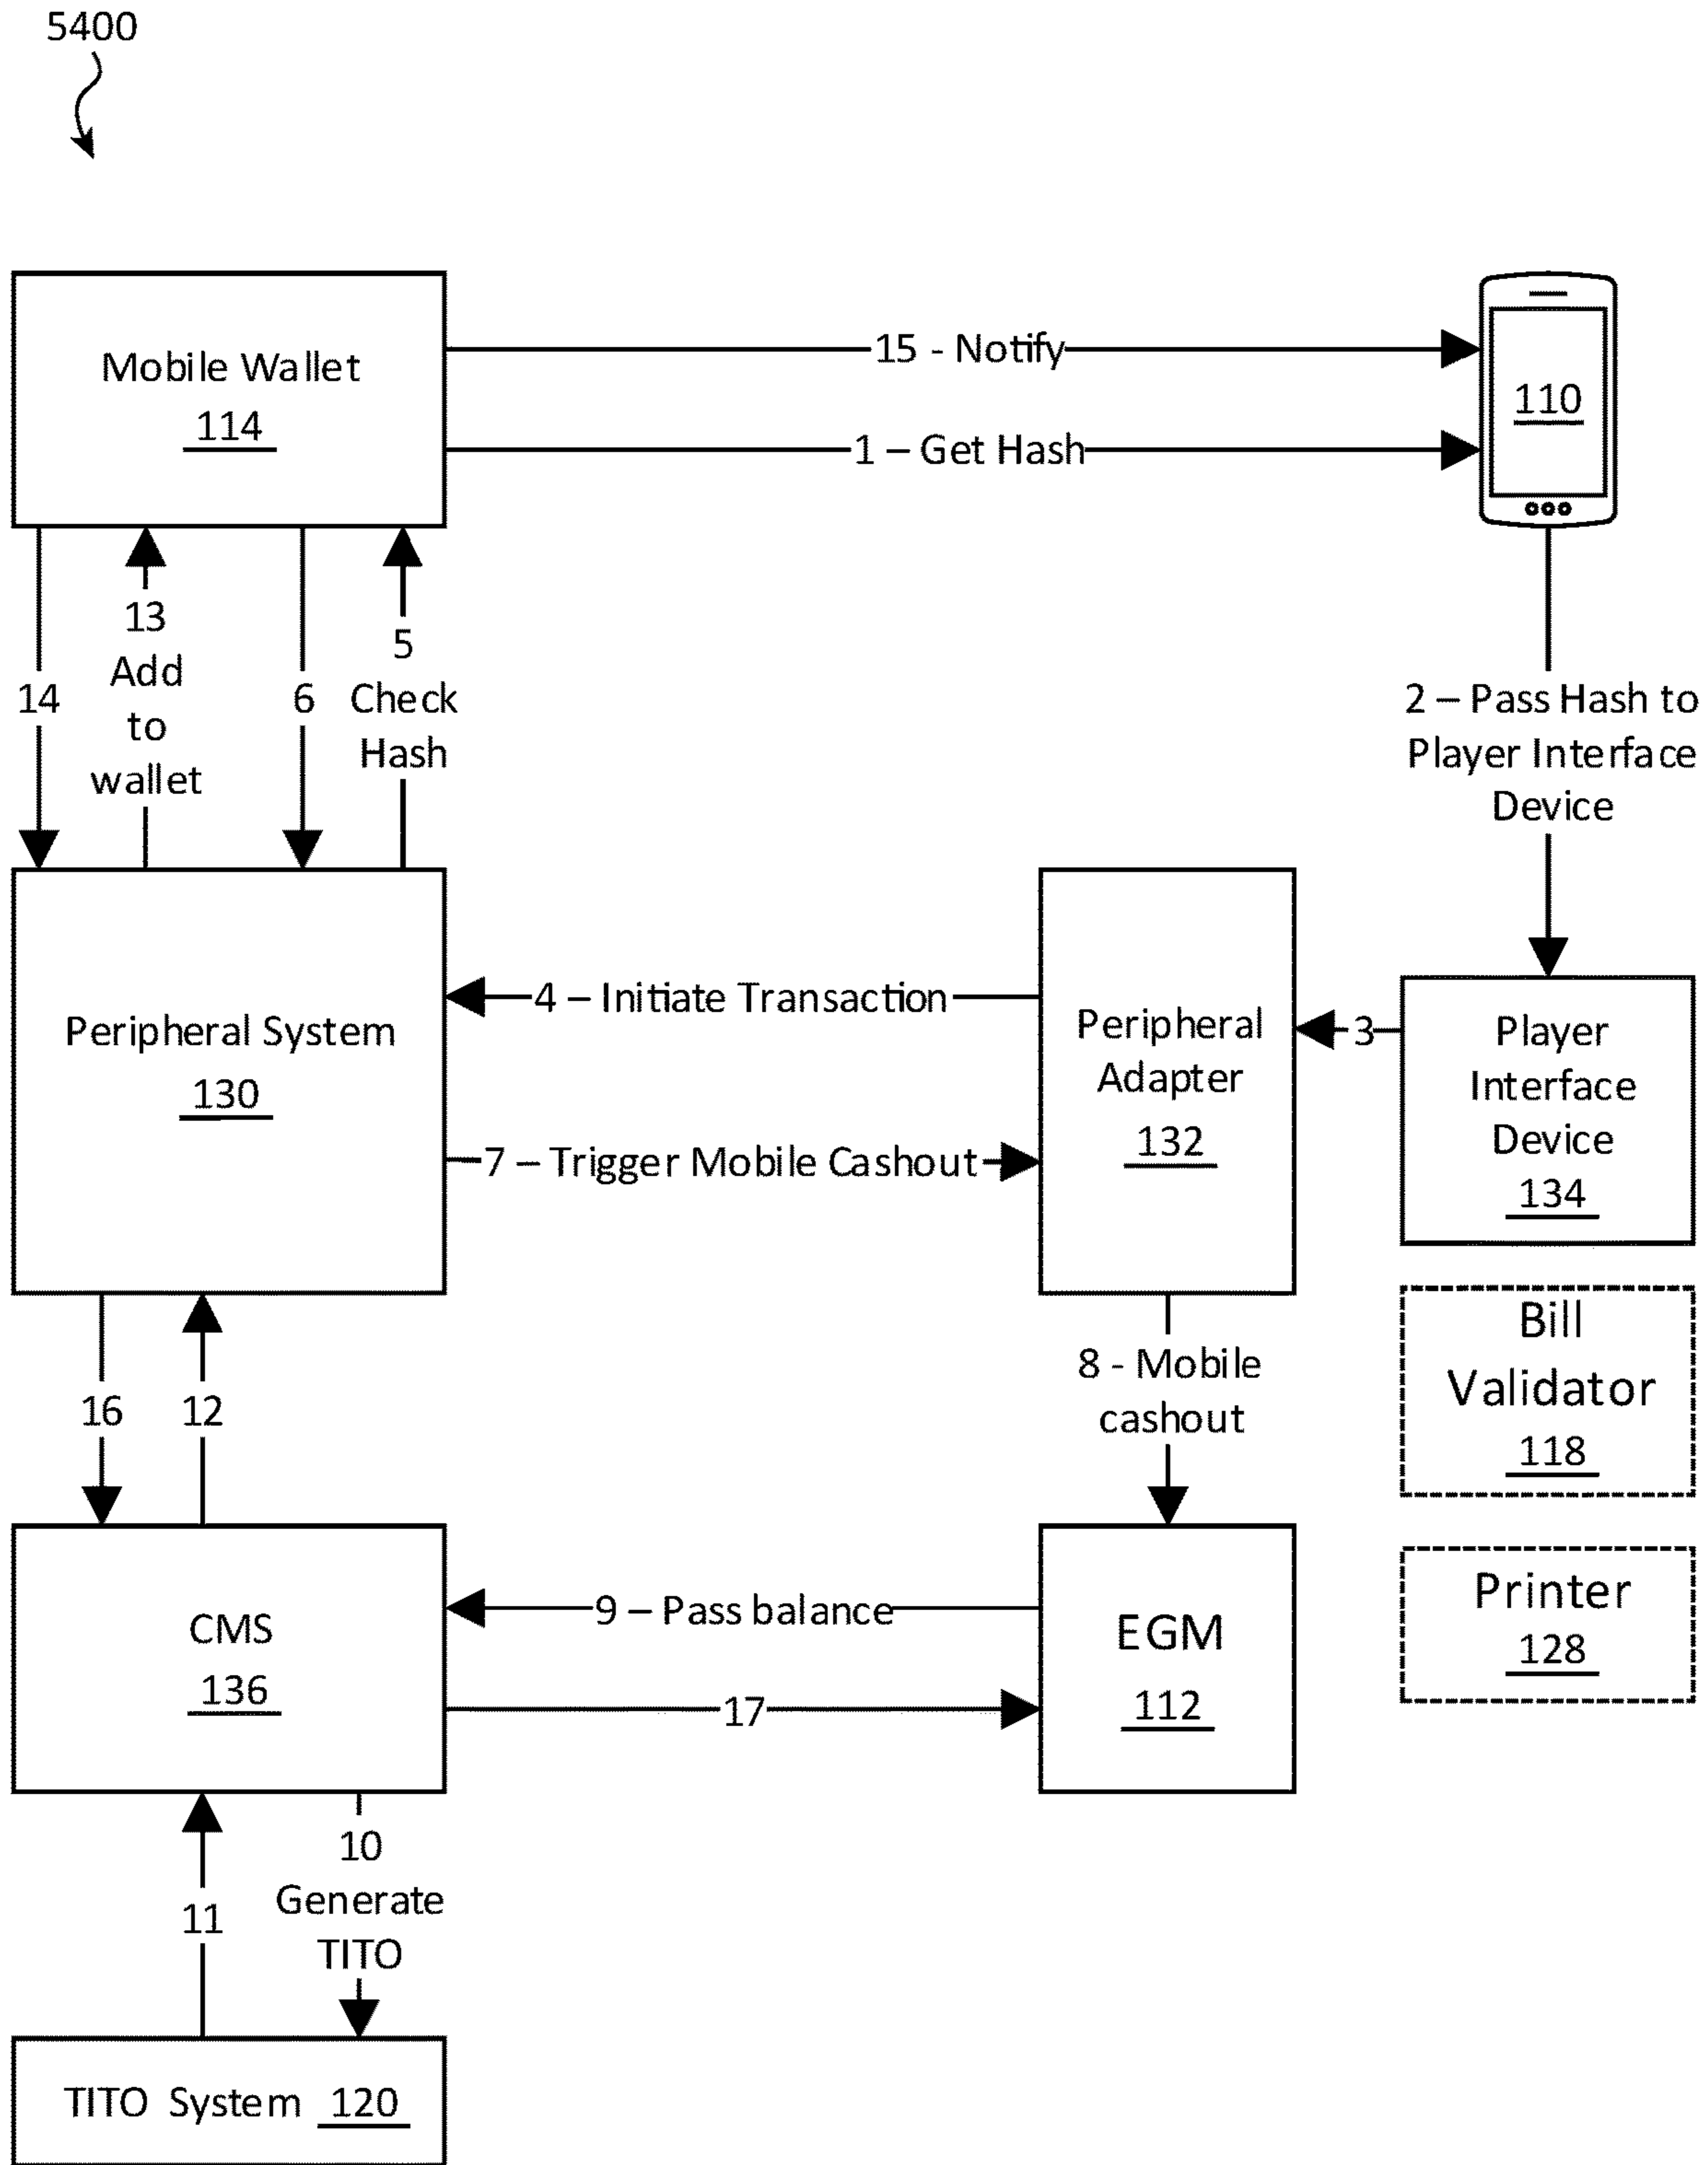 5400
Mobile Wallet
114
15 - Notify
1 – Get Hash
110
14
13
Add
to
wallet
6
5
Check
Hash
2 – Pass Hash to
Player Interface
Device
Peripheral System
130
4 – Initiate Transaction
7 – Trigger Mobile Cashout
Peripheral
Adapter
132
3
Player
Interface
Device
134
Bill
Validator
118
Printer
128
16
12
8 - Mobile
cashout
CMS
136
9 – Pass balance
17
EGM
112
11
10
Generate
TITO
TITO System 120